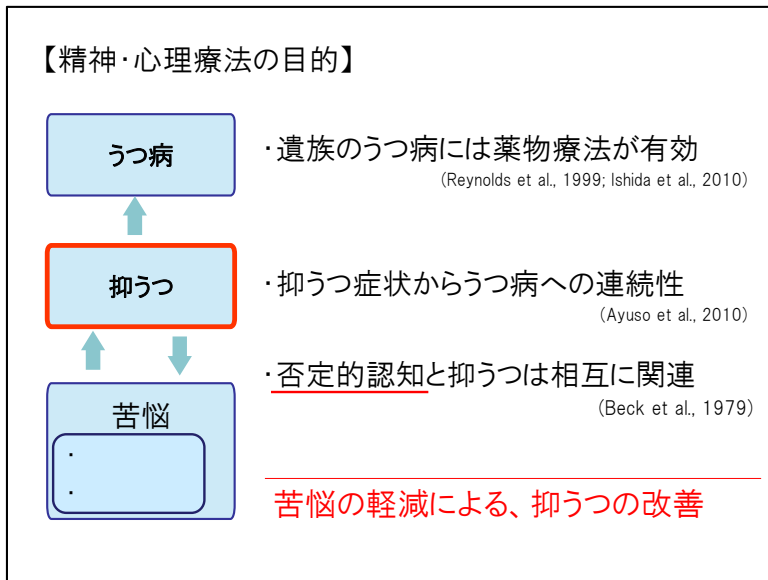 【精神･心理療法の目的】
うつ病
･遺族のうつ病には薬物療法が有効
(Reynolds et al., 1999; Ishida et al., 2010)
抑うつ
･抑うつ症状からうつ病への連続性
(Ayuso et al., 2010)
･否定的認知と抑うつは相互に関連
(Beck et al., 1979)
苦悩
･
･
苦悩の軽減による、抑うつの改善